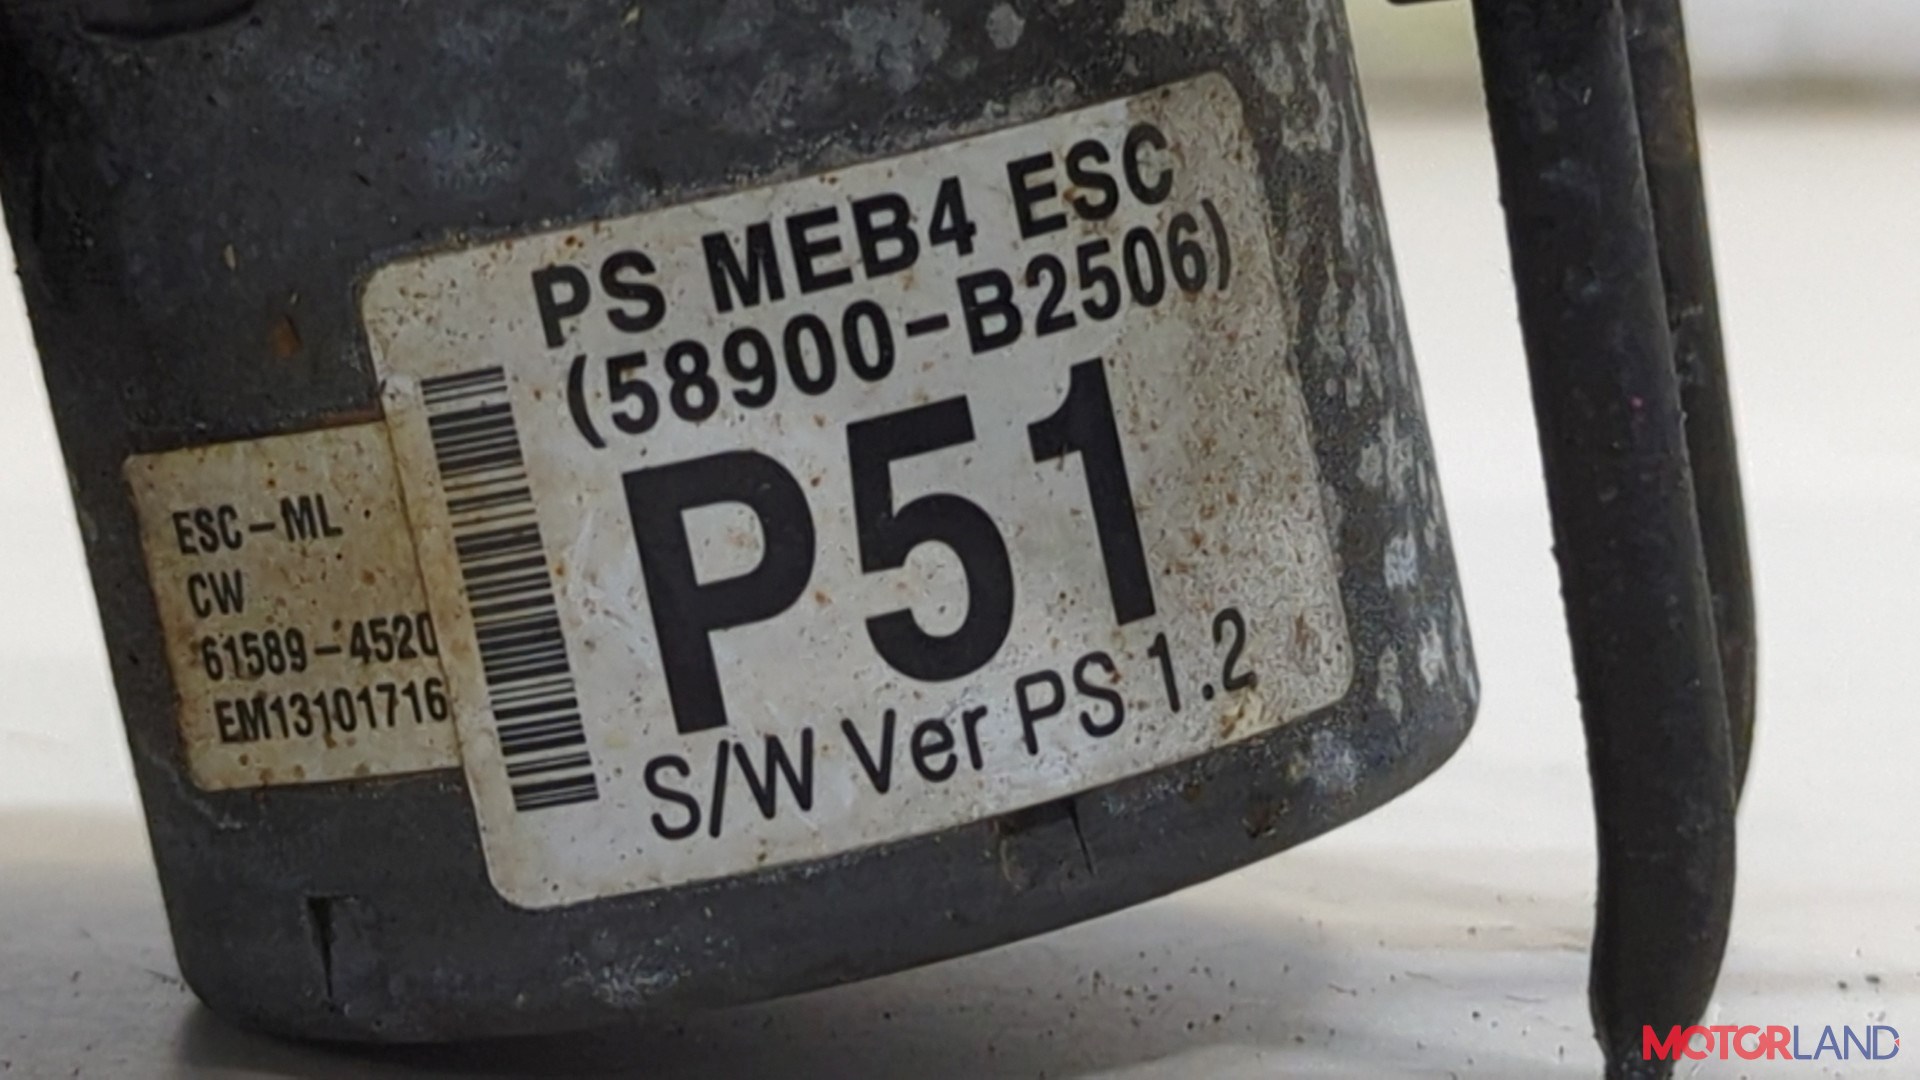 PS MEB4 ESC
(58900-B2506)
P51
S/W Ver PS 1.2
ESC-ML
CW
61589-4520
EM13101716
MOTORLAND